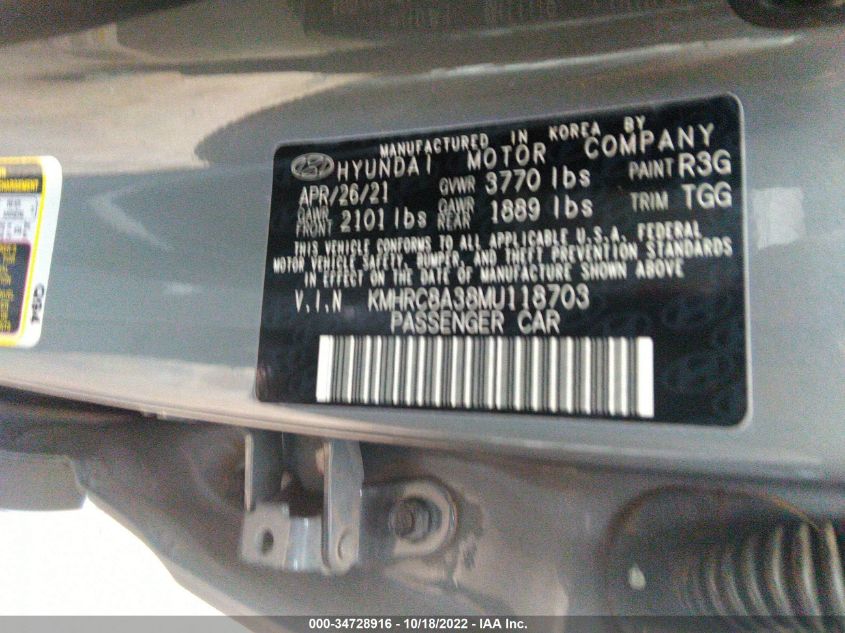 MANUFACTURED IN KOREA BY
HYUNDAI MOTOR COMPANY
APR/26/21 GVWR 3770 lbs PAINT R3G
GAWR FRONT 2101 lbs GAWR REAR 1889 lbs TRIM TGG
THIS VEHICLE CONFORMS TO ALL APPLICABLE U.S.A. FEDERAL
MOTOR VEHICLE SAFETY, BUMPER, AND THEFT PREVENTION STANDARDS
IN EFFECT ON THE DATE OF MANUFACTURE SHOWN ABOVE
V.I.N KMHRC8A38MU118703
PASSENGER CAR
000-34728916 - 10/18/2022 - IAA Inc.